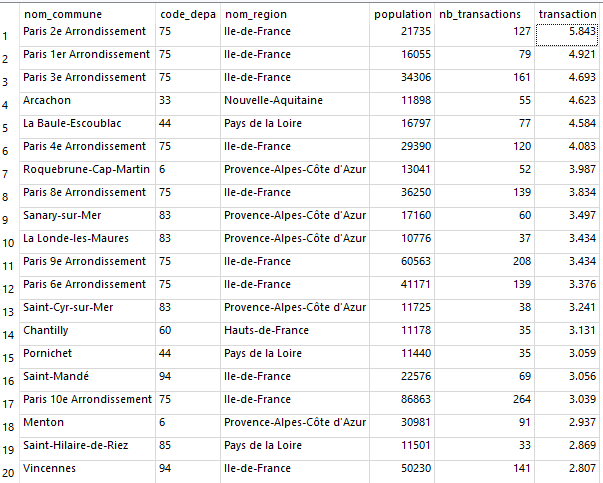 nom_commune code_depa nom_region population nb_transactions transaction
1 Paris 2e Arrondissement 75 Ile-de-France 21735 127 5.843
2 Paris 1er Arrondissement 75 Ile-de-France 16055 79 4.921
3 Paris 3e Arrondissement 75 Ile-de-France 34306 161 4.693
4 Arcachon 33 Nouvelle-Aquitaine 11898 55 4.623
5 La Baule-Escoublac 44 Pays de la Loire 16797 77 4.584
6 Paris 4e Arrondissement 75 Ile-de-France 29390 120 4.083
7 Roquebrune-Cap-Martin 6 Provence-Alpes-Côte d'Azur 13041 52 3.987
8 Paris 8e Arrondissement 75 Ile-de-France 36250 139 3.834
9 Sanary-sur-Mer 83 Provence-Alpes-Côte d'Azur 17160 60 3.497
10 La Londe-les-Maures 83 Provence-Alpes-Côte d'Azur 10776 37 3.434
11 Paris 9e Arrondissement 75 Ile-de-France 60563 208 3.434
12 Paris 6e Arrondissement 75 Ile-de-France 41171 139 3.376
13 Saint-Cyr-sur-Mer 83 Provence-Alpes-Côte d'Azur 11725 38 3.241
14 Chantilly 60 Hauts-de-France 11178 35 3.131
15 Pornichet 44 Pays de la Loire 11440 35 3.059
16 Saint-Mandé 94 Ile-de-France 22576 69 3.056
17 Paris 10e Arrondissement 75 Ile-de-France 86863 264 3.039
18 Menton 6 Provence-Alpes-Côte d'Azur 30981 91 2.937
19 Saint-Hilaire-de-Riez 85 Pays de la Loire 11501 33 2.869
20 Vincennes 94 Ile-de-France 50230 141 2.807